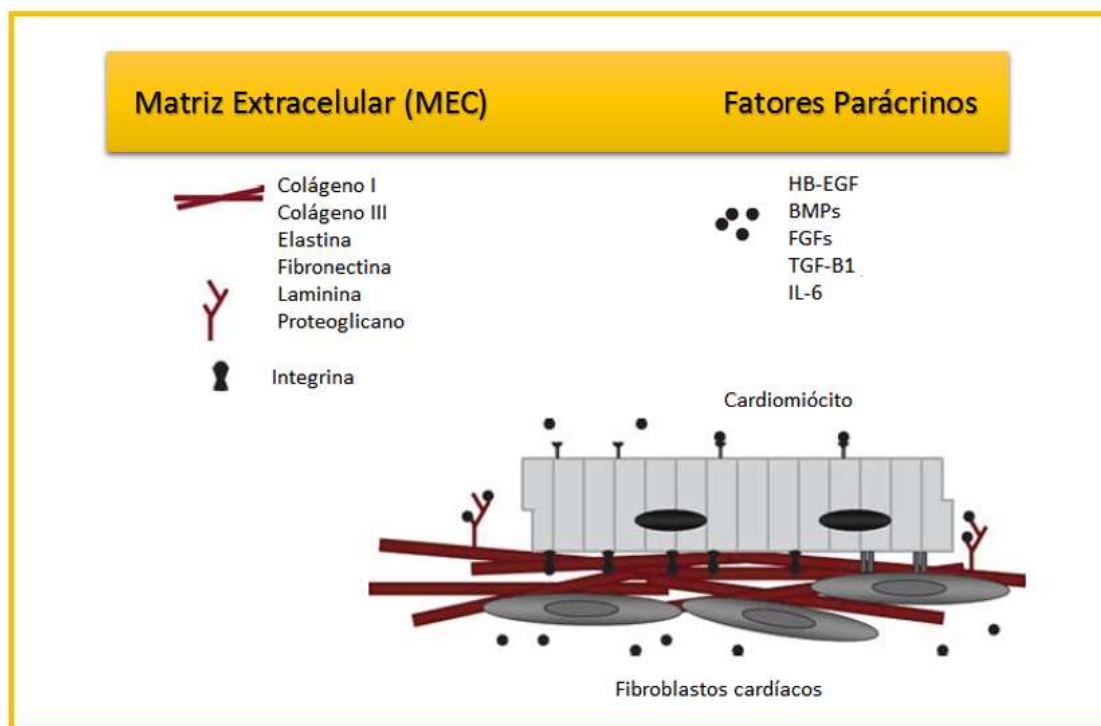 Matriz Extracelular (MEC)
Fatores Parácrinos
Colágeno I
Colágeno III
Elastina
Fibronectina
Laminina
Proteoglicano
Integrina
HB-EGF
BMPs
FGFs
TGF-B1
IL-6
Cardiomiócito
Fibroblastos cardíacos